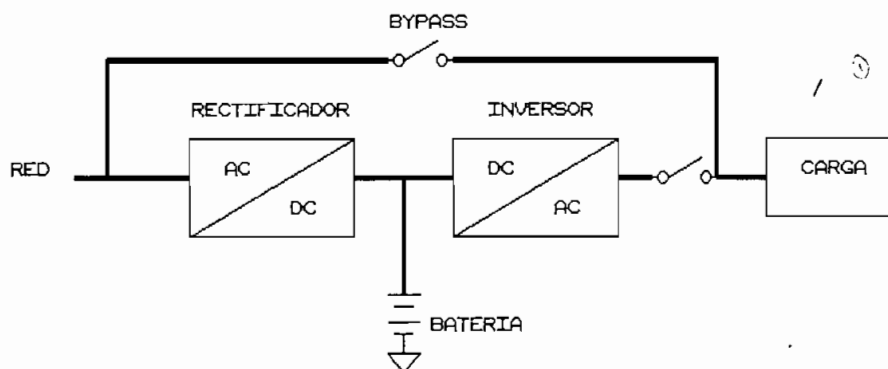 BYPASS
RECTIFICADOR
INVERSOR
RED
AC
DC
DC
AC
CARGA
BATERIA